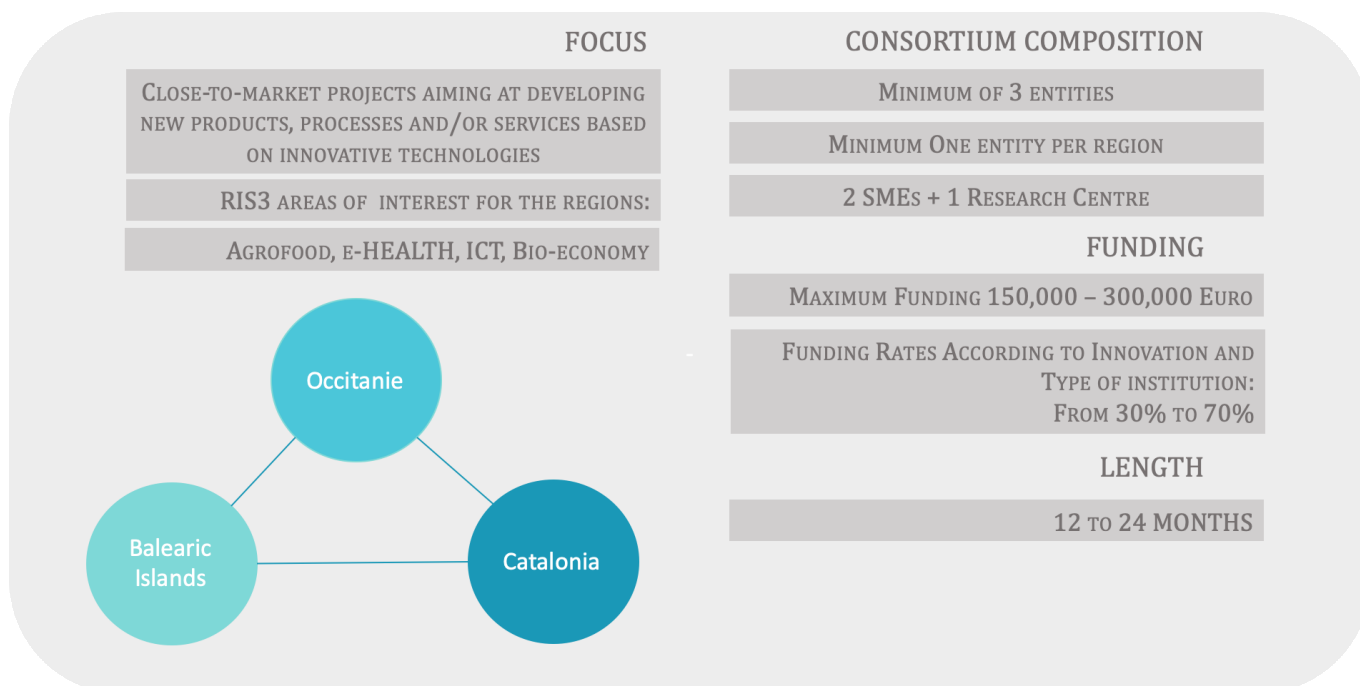 FOCUS
CLOSE-TO-MARKET PROJECTS AIMING AT DEVELOPING
NEW PRODUCTS, PROCESSES AND/OR SERVICES BASED
ON INNOVATIVE TECHNOLOGIES
RIS3 AREAS OF INTEREST FOR THE REGIONS:
AGROFOOD, E-HEALTH, ICT, BIO-ECONOMY
Occitanie
Balearic
Islands
Catalonia
CONSORTIUM COMPOSITION
MINIMUM OF 3 ENTITIES
MINIMUM ONE ENTITY PER REGION
2 SMES + 1 RESEARCH CENTRE
FUNDING
MAXIMUM FUNDING 150,000 – 300,000 EURO
FUNDING RATES ACCORDING TO INNOVATION AND
TYPE OF INSTITUTION:
FROM 30% TO 70%
LENGTH
12 TO 24 MONTHS